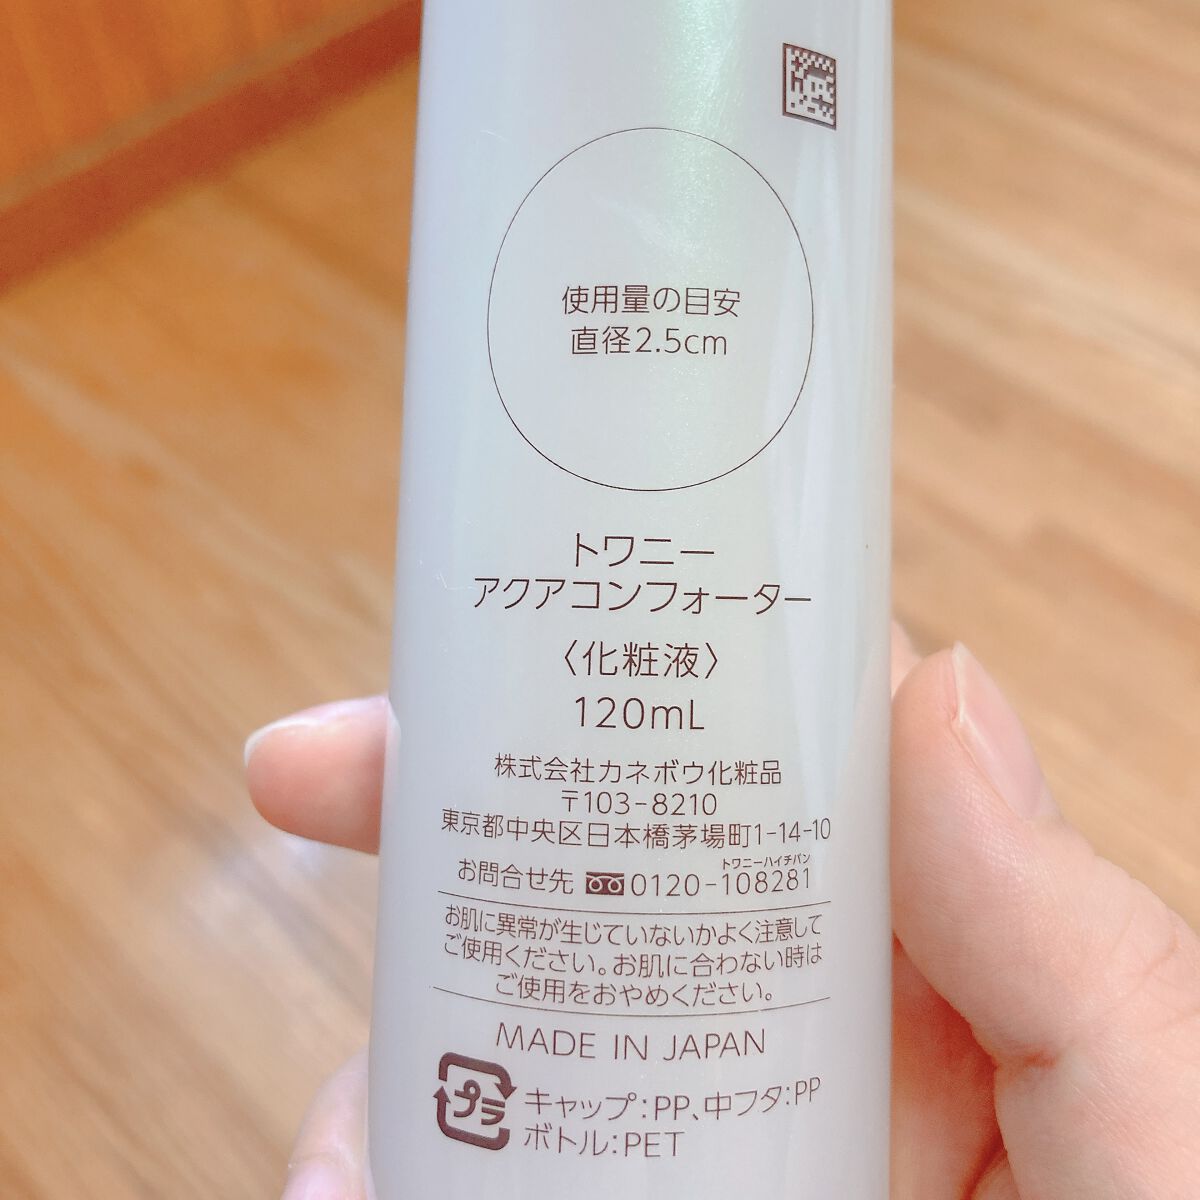 使用量の目安
直径2.5cm
トワニー
アクアコンフォーター
〈化粧液〉
120mL
株式会社カネボウ化粧品
〒103-8210
東京都中央区日本橋茅場町1-14-10
トワニーハイチバン
お問合せ先 0120-108281
お肌に異常が生じていないかよく注意して
ご使用ください。お肌に合わない時は
ご使用をおやめください。
MADE IN JAPAN
プラ
キャップ:PP、中フタ:PP
ボトル:PET